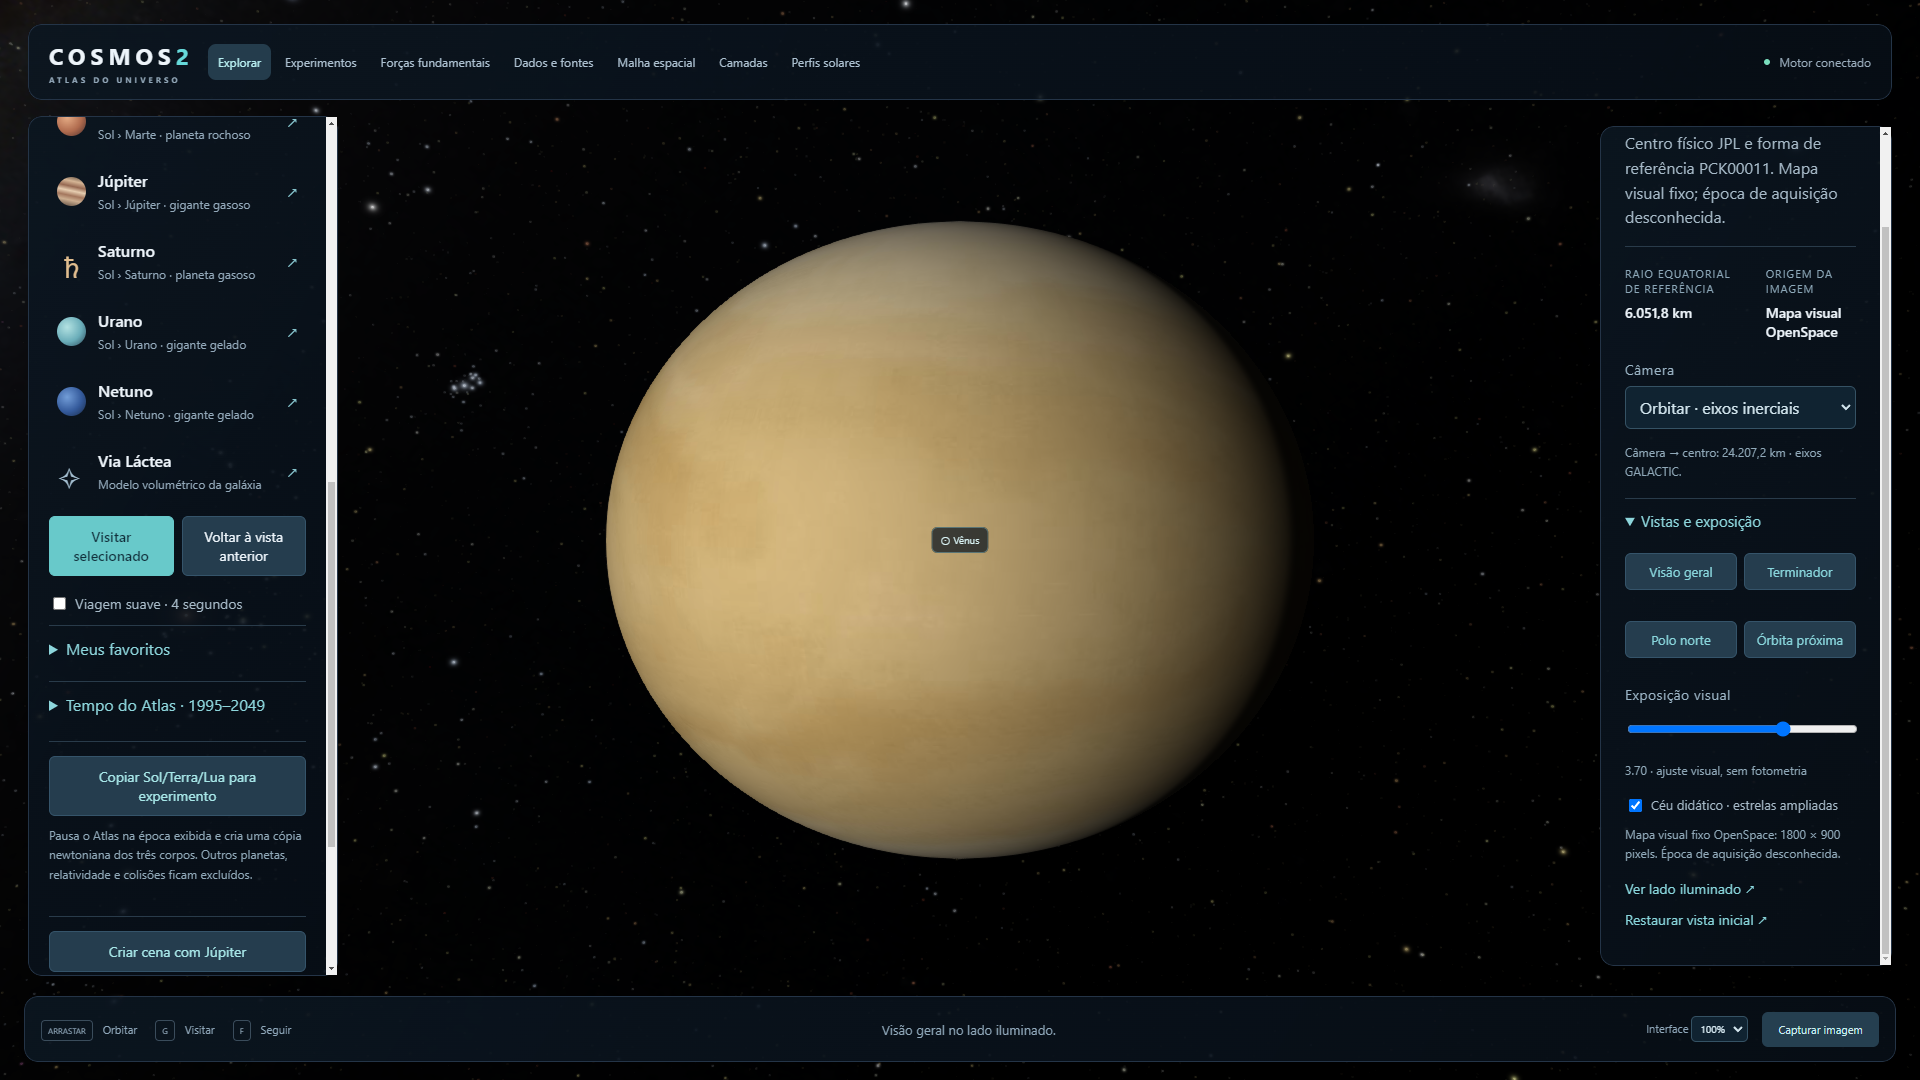 COSMOS2
ATLAS DO UNIVERSO
Explorar
Experimentos
Forças fundamentais
Dados e fontes
Malha espacial
Camadas
Perfis solares
Motor conectado
Sol › Marte · planeta rochoso
Júpiter
Sol › Júpiter · gigante gasoso
Saturno
Sol › Saturno · planeta gasoso
Urano
Sol › Urano · gigante gelado
Netuno
Sol › Netuno · gigante gelado
Via Láctea
Modelo volumétrico da galáxia
Visitar
selecionado
Voltar à vista
anterior
Viagem suave · 4 segundos
Meus favoritos
Tempo do Atlas · 1995–2049
Copiar Sol/Terra/Lua para
experimento
Pausa o Atlas na época exibida e cria uma cópia
newtoniana dos três corpos. Outros planetas,
relatividade e colisões ficam excluídos.
Criar cena com Júpiter
Vênus
Centro físico JPL e forma de
referência PCK00011. Mapa
visual fixo; época de aquisição
desconhecida.
RAIO EQUATORIAL
DE REFERÊNCIA
6.051,8 km
ORIGEM DA
IMAGEM
Mapa visual
OpenSpace
Câmera
Orbitar · eixos inerciais
Câmera → centro: 24.207,2 km · eixos
GALACTIC.
Vistas e exposição
Visão geral
Terminador
Polo norte
Órbita próxima
Exposição visual
3.70 · ajuste visual, sem fotometria
Céu didático · estrelas ampliadas
Mapa visual fixo OpenSpace: 1800 × 900
pixels. Época de aquisição desconhecida.
Ver lado iluminado ↗
Restaurar vista inicial ↗
ARRASTAR Orbitar G Visitar F Seguir
Visão geral no lado iluminado.
Interface 100%
Capturar imagem